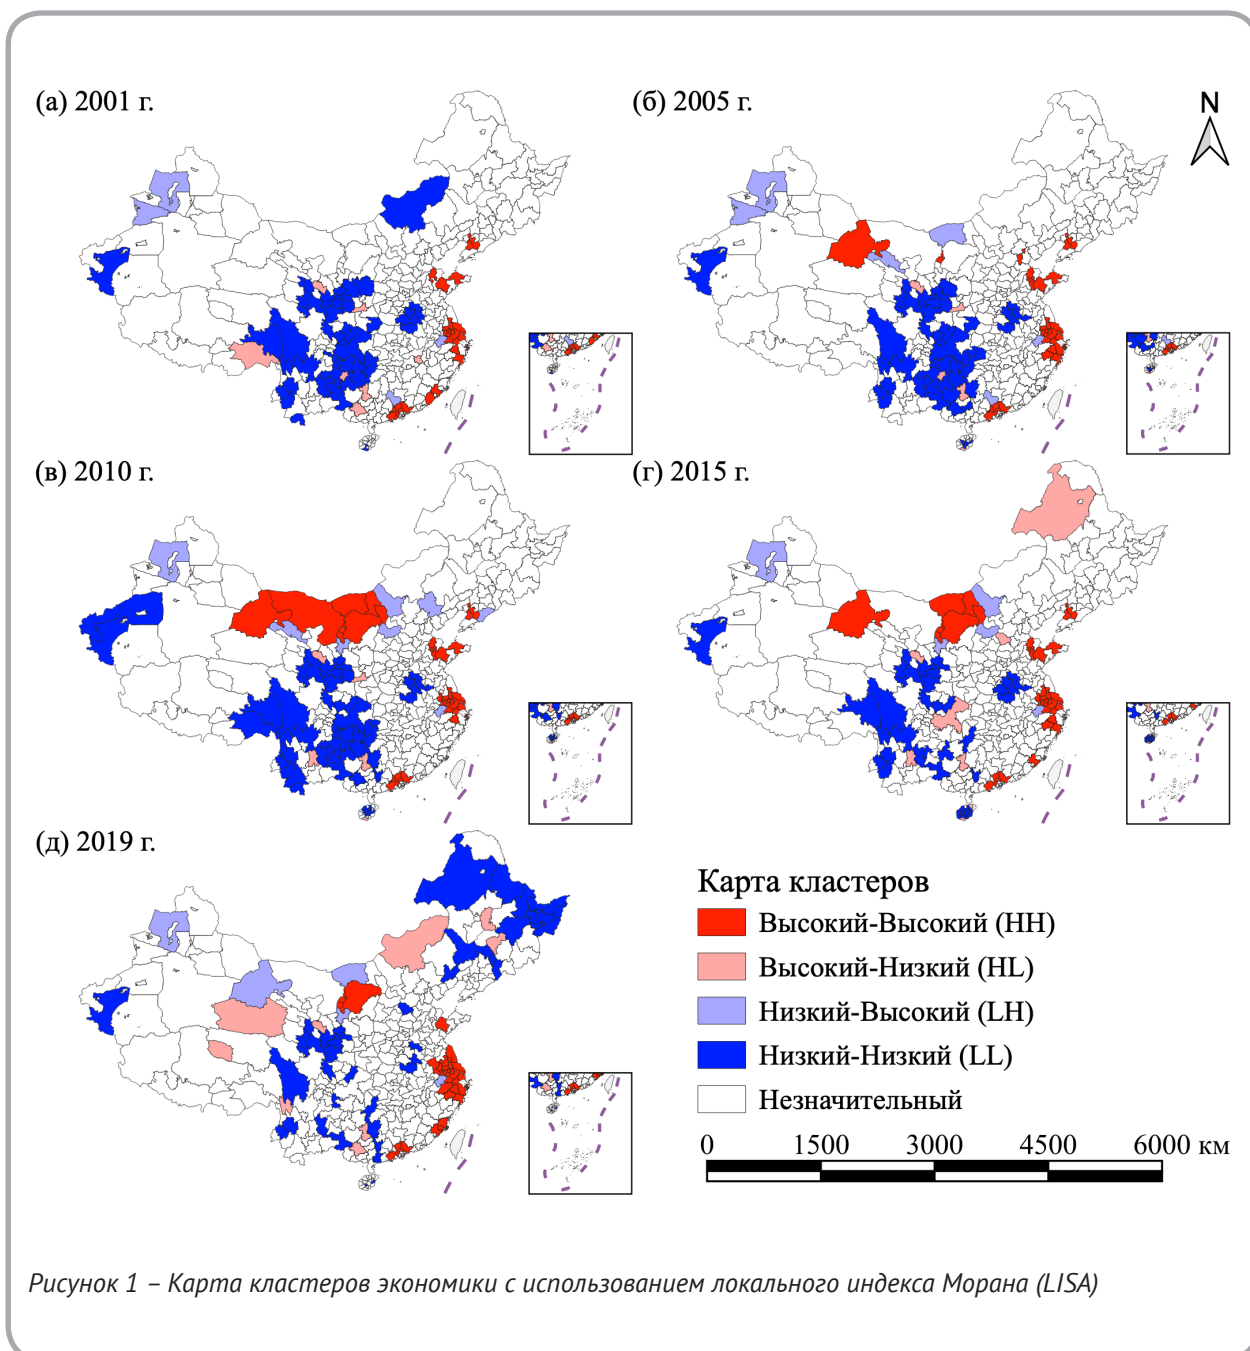 (а) 2001 г.
(б) 2005 г.
N
(в) 2010 г.
(г) 2015 г.
(д) 2019 г.
Карта кластеров
Высокий-Высокий (HH)
Высокий-Низкий (HL)
Низкий-Высокий (LH)
Низкий-Низкий (LL)
Незначительный
0 1500 3000 4500 6000 км
Рисунок 1 – Карта кластеров экономики с использованием локального индекса Морана (LISA)